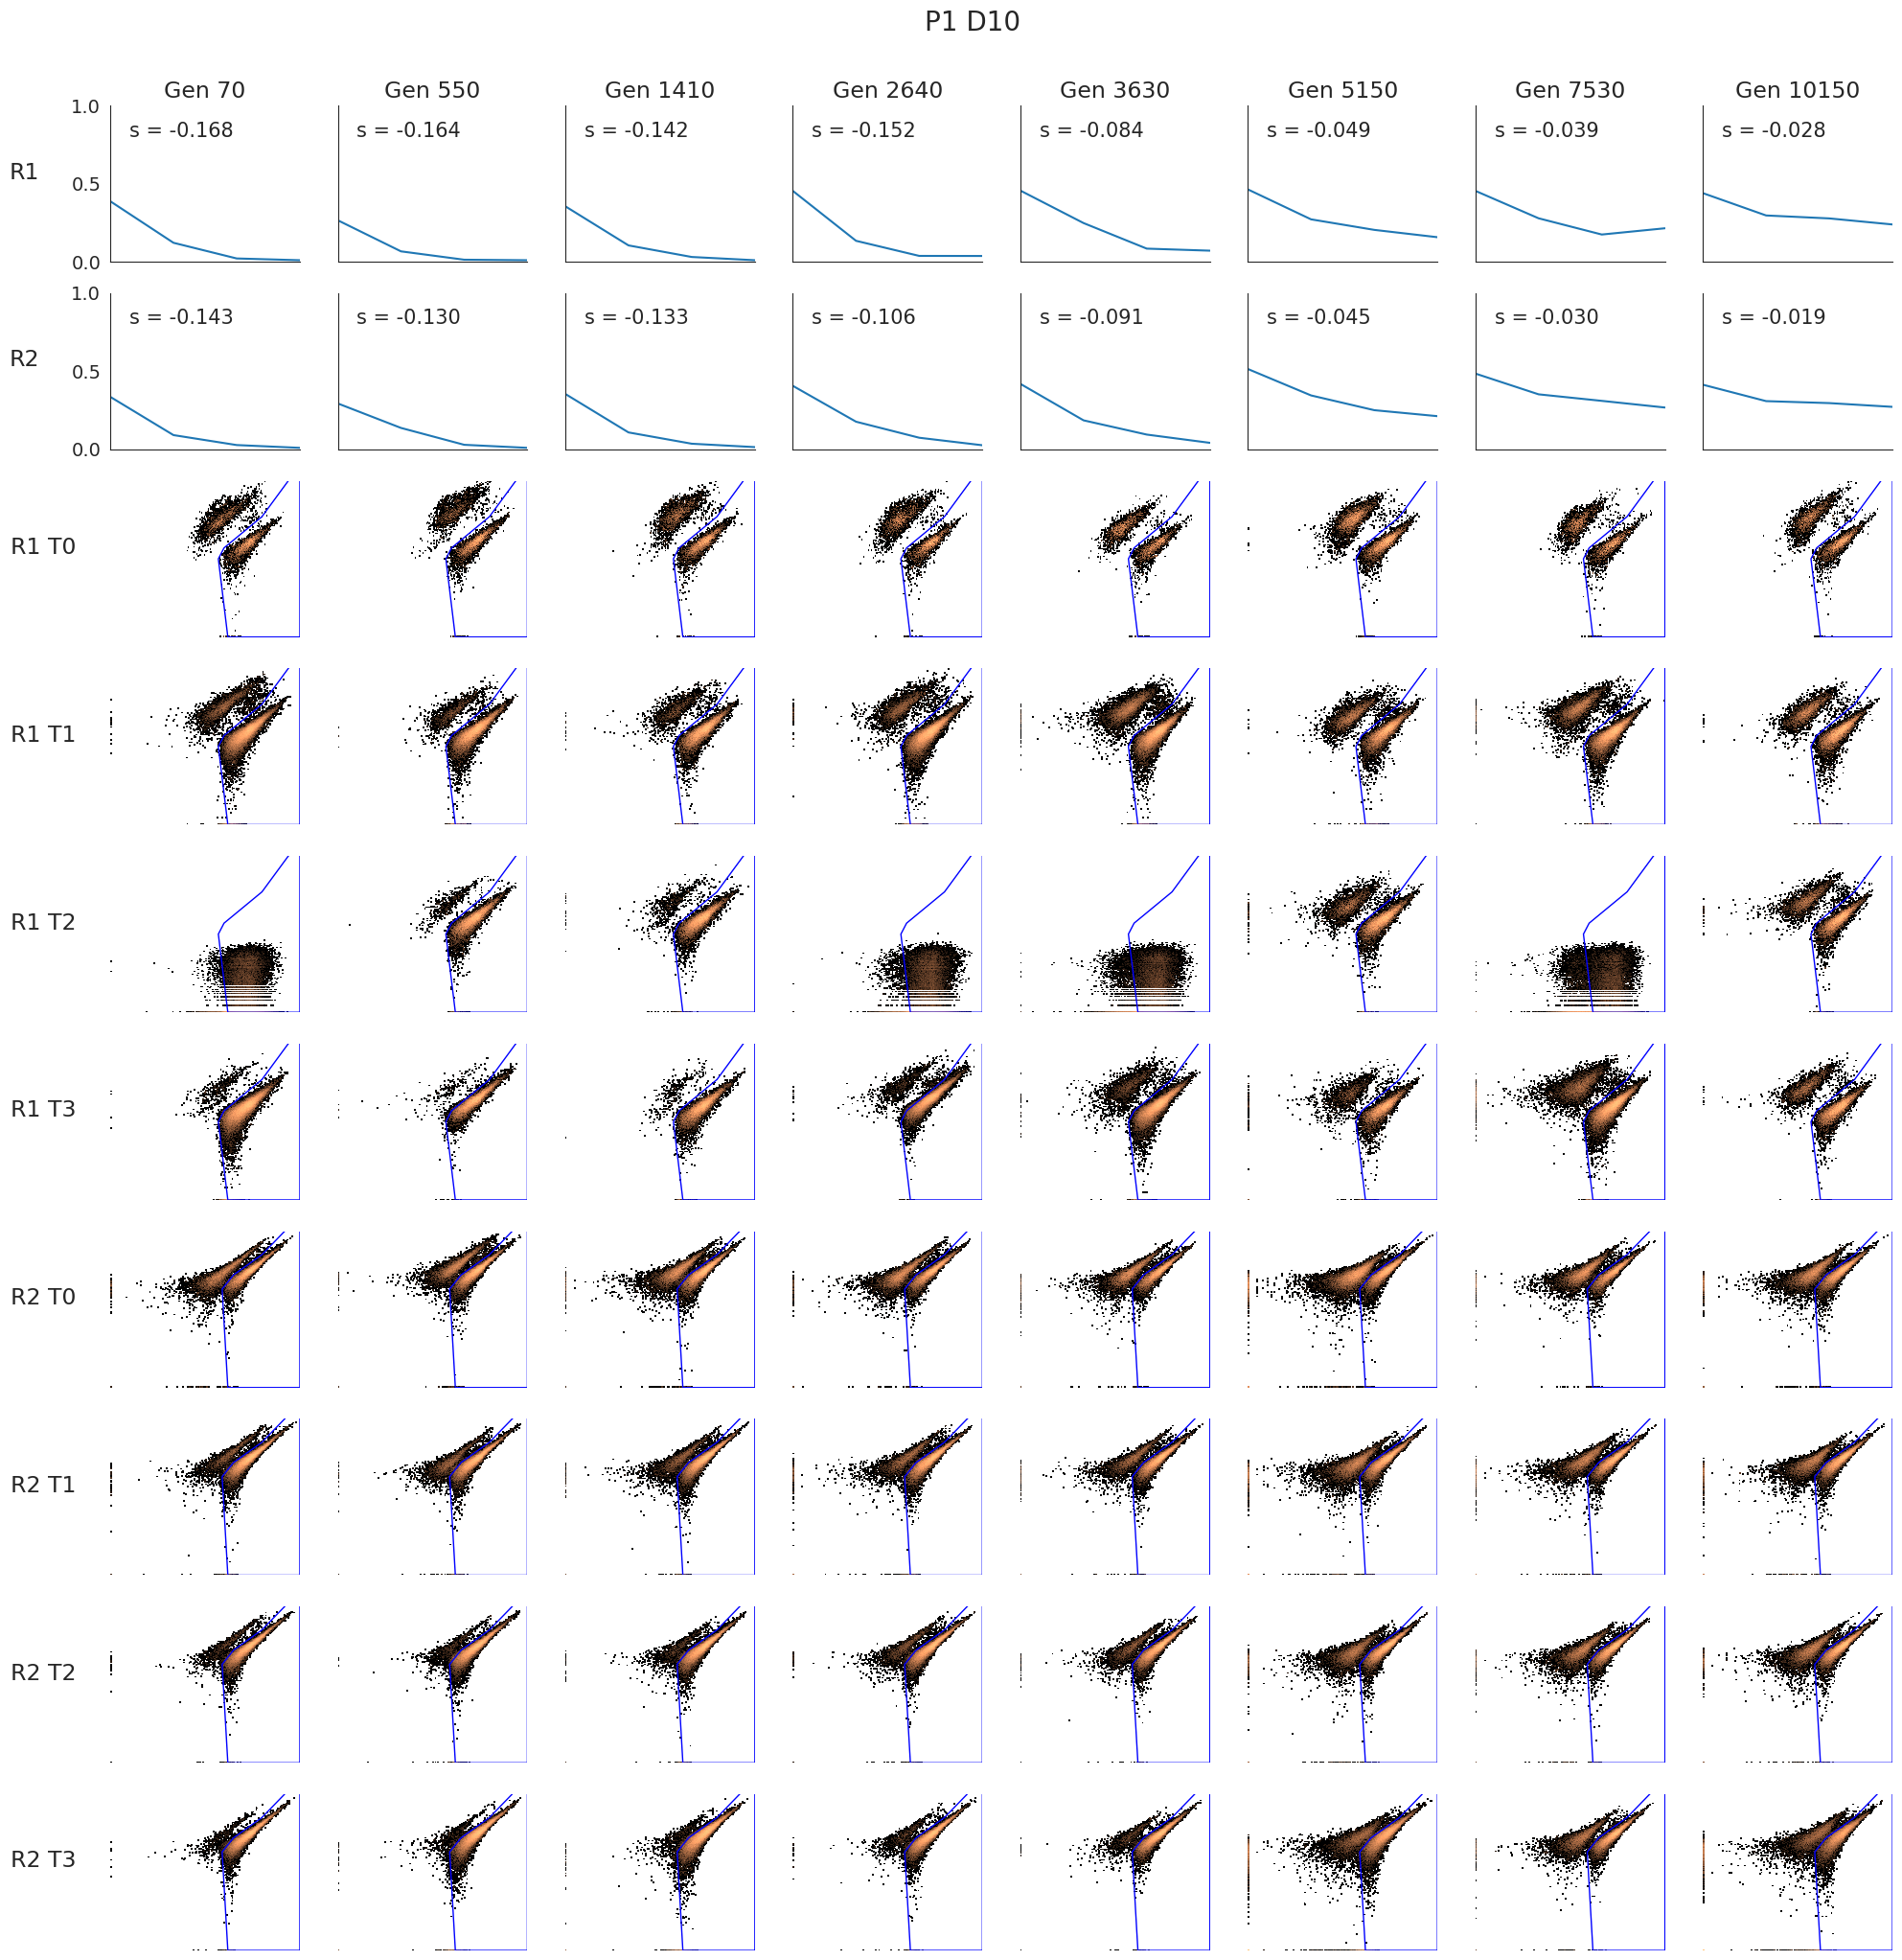 P1 D10
Gen 70 Gen 550 Gen 1410 Gen 2640 Gen 3630 Gen 5150 Gen 7530 Gen 10150
1.0
s = -0.168 s = -0.164 s = -0.142 s = -0.152 s = -0.084 s = -0.049 s = -0.039 s = -0.028
R1
0.5
0.0
1.0
s = -0.143 s = -0.130 s = -0.133 s = -0.106 s = -0.091 s = -0.045 s = -0.030 s = -0.019
R2
0.5
0.0
R1 T0
R1 T1
R1 T2
R1 T3
R2 T0
R2 T1
R2 T2
R2 T3